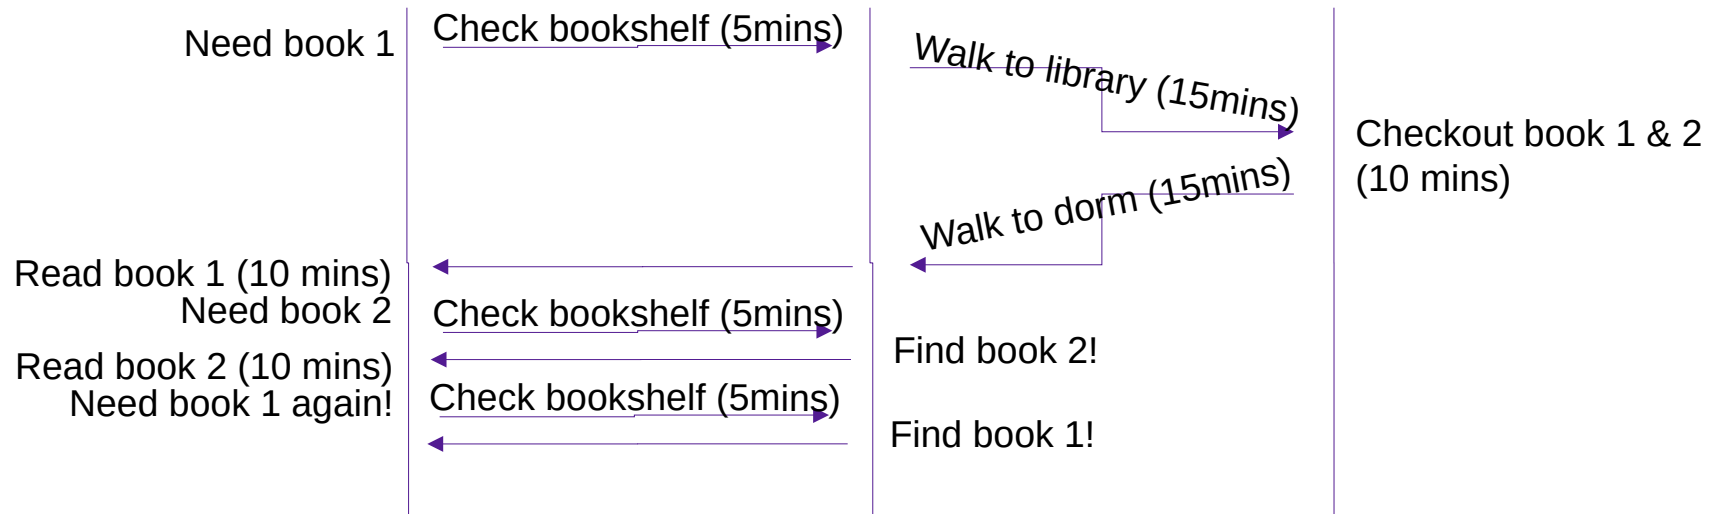 Need book 1
Check bookshelf (5mins)
Walk to library (15mins)
Checkout book 1 & 2
(10 mins)
Walk to dorm (15mins)
Read book 1 (10 mins)
Need book 2
Check bookshelf (5mins)
Find book 2!
Read book 2 (10 mins)
Need book 1 again!
Check bookshelf (5mins)
Find book 1!